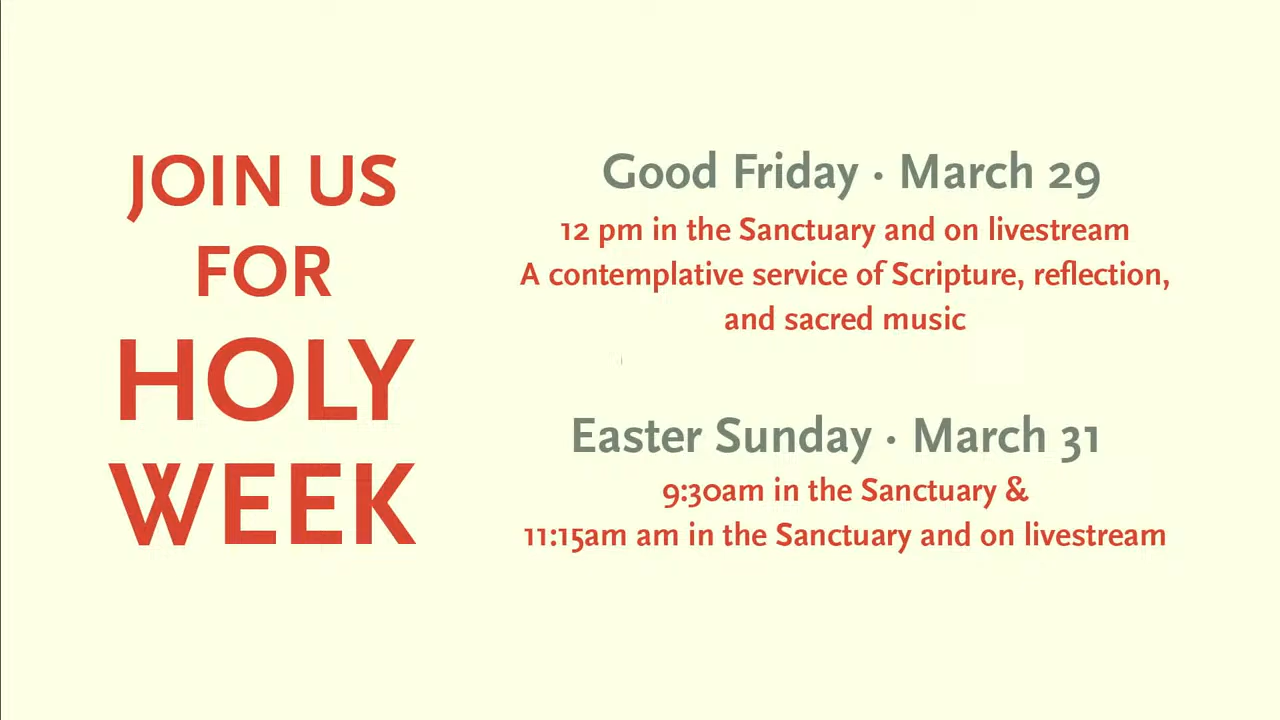 JOIN US
FOR
HOLY
WEEK
Good Friday · March 29
12 pm in the Sanctuary and on livestream
A contemplative service of Scripture, reflection,
and sacred music
Easter Sunday · March 31
9:30am in the Sanctuary &
11:15am am in the Sanctuary and on livestream